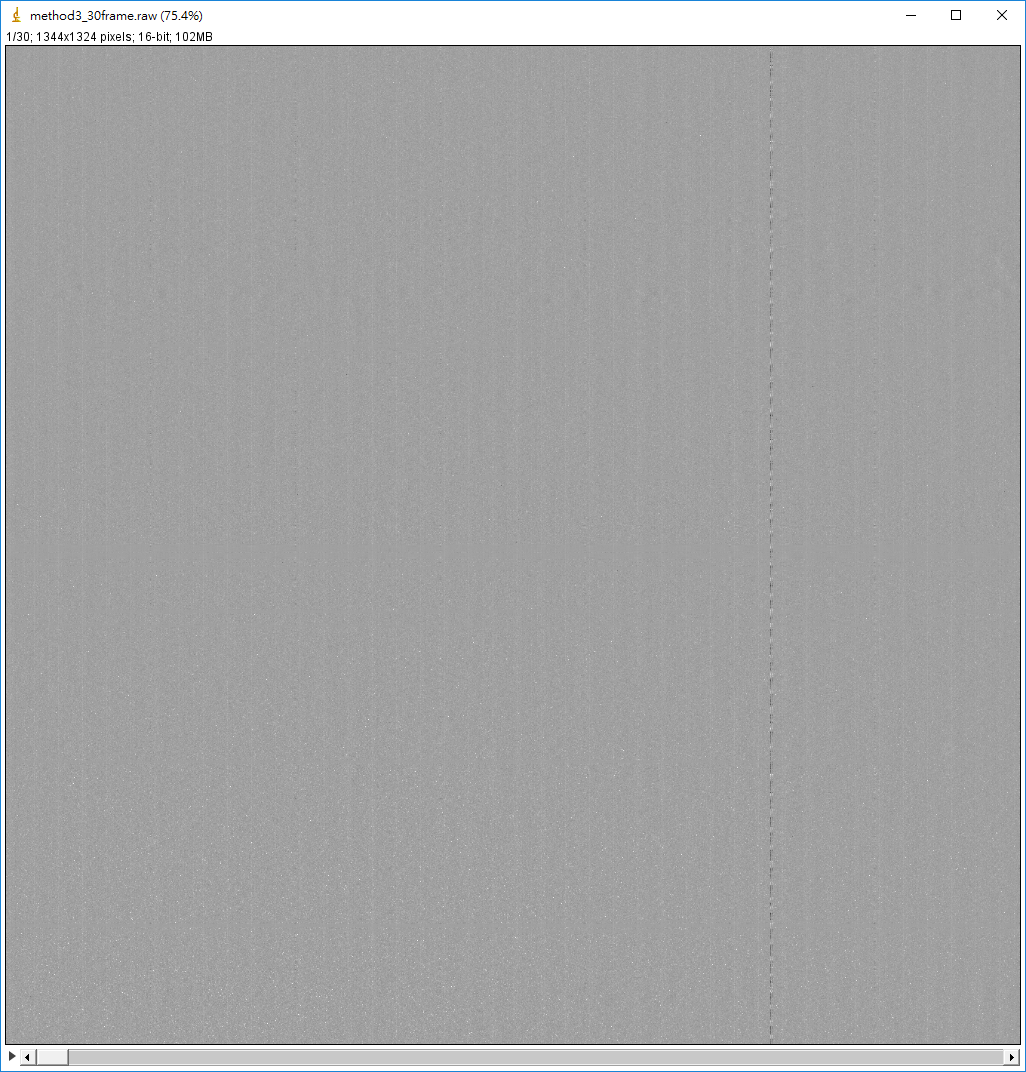 method3_30frame.raw (75.4%)
1/30; 1344x1324 pixels; 16-bit; 102MB